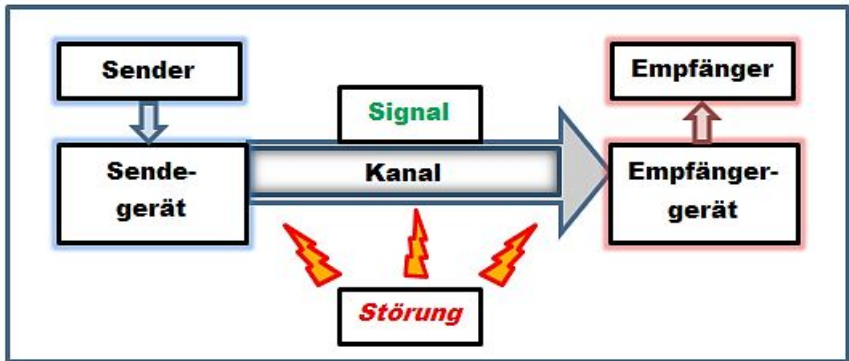 Sender
Empfänger
Signal
Sende-
gerät
Kanal
Empfänger-
gerät
Störung